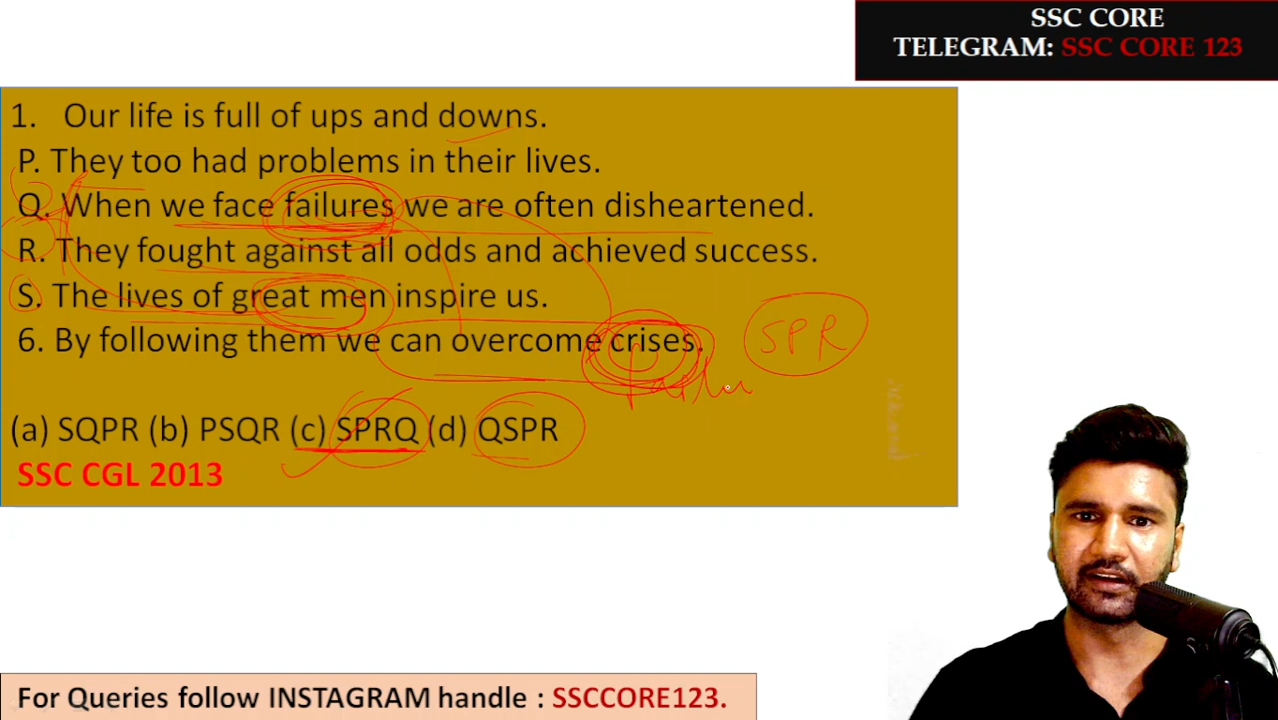 SSC CORE
TELEGRAM: SSC CORE 123
1. Our life is full of ups and downs.
P. They too had problems in their lives.
Q. When we face failures we are often disheartened.
R. They fought against all odds and achieved success.
S. The lives of great men inspire us.
6. By following them we can overcome crises.
SPR
(a) SQPR (b) PSQR (c) SPRQ (d) QSPR
SSC CGL 2013
For Queries follow INSTAGRAM handle : SSCCORE123.